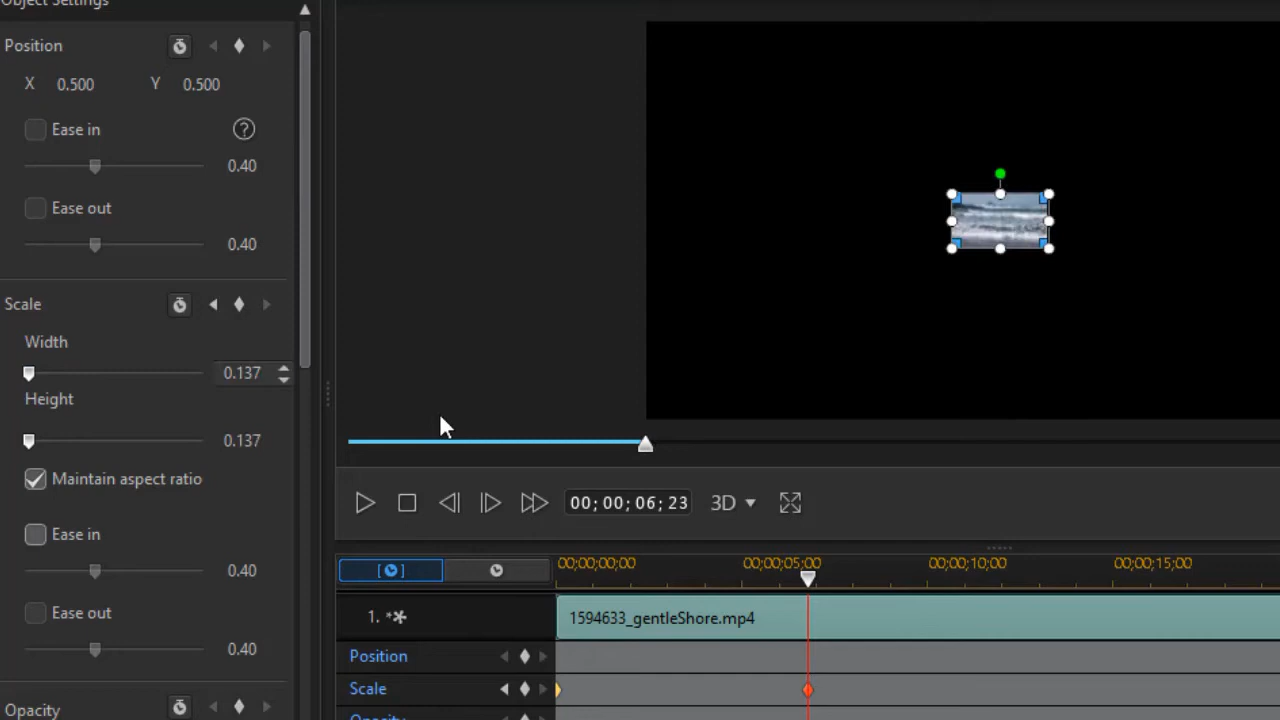 Object Settings
Position
X 0.500 Y 0.500
Ease in ?
0.40
Ease out
0.40
Scale
Width
0.137
Height
0.137
Maintain aspect ratio
Ease in
0.40
Ease out
0.40
Opacity
00; 00; 06; 23 3D
00;00;00;00 00;00;05;00 00;00;10;00 00;00;15;00
1. 1594633_gentleShore.mp4
Position
Scale
Opacity